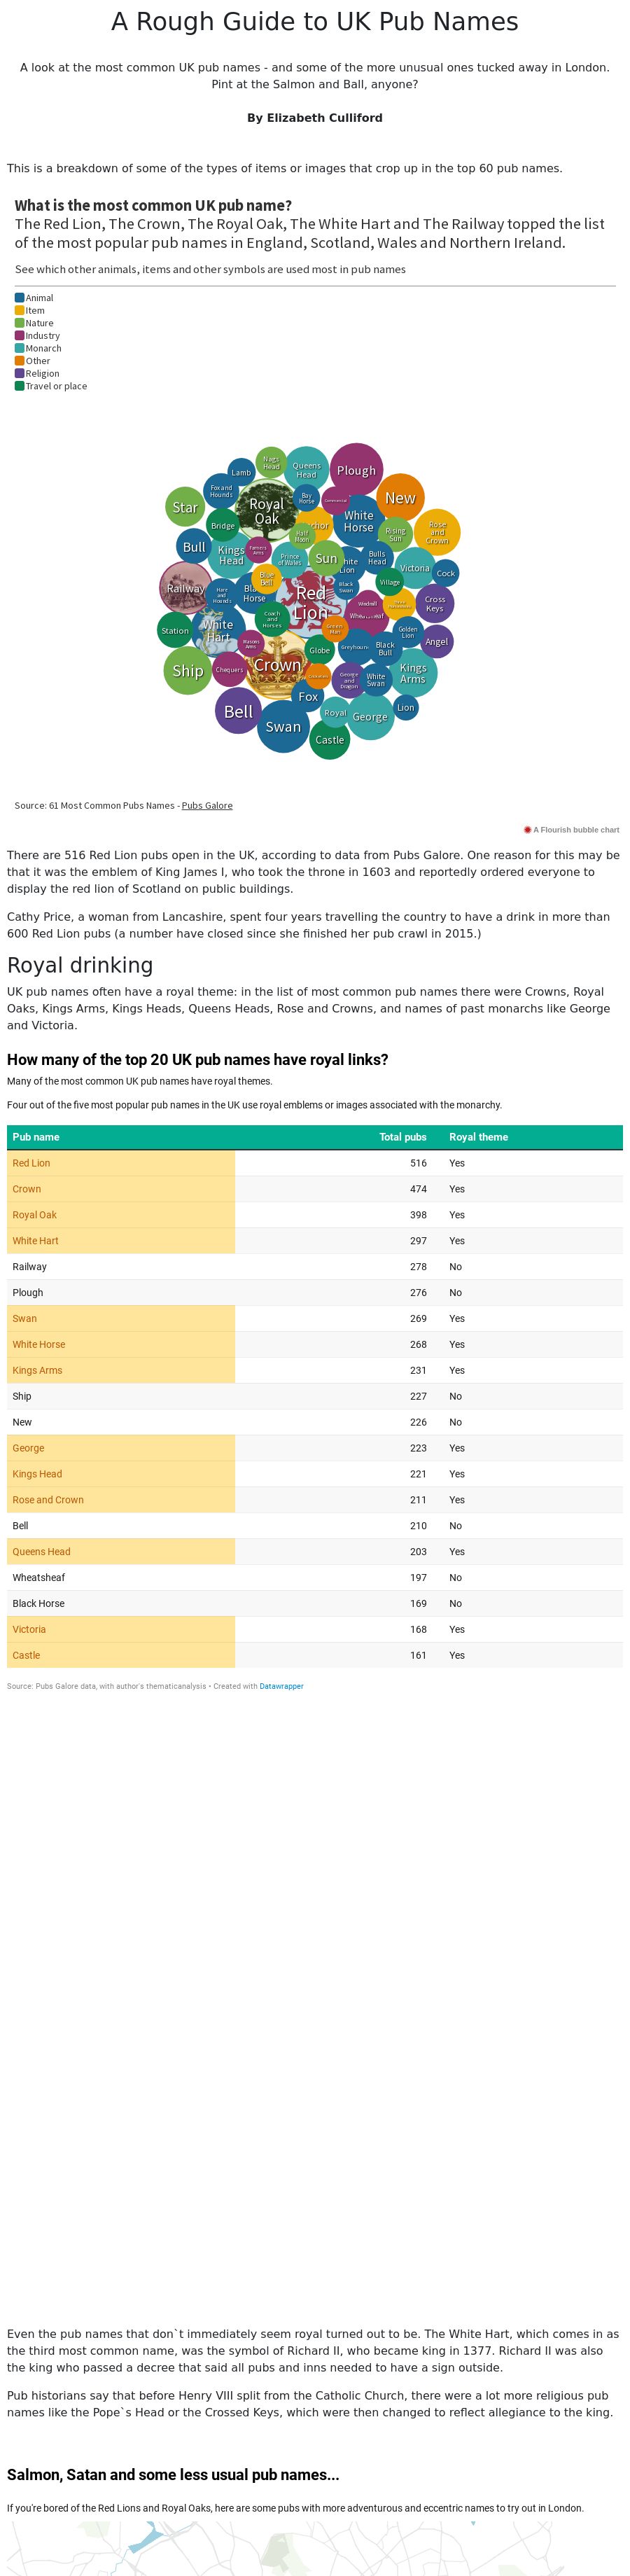 A Rough Guide to UK Pub Names
A look at the most common UK pub names - and some of the more unusual ones tucked away in London.
Pint at the Salmon and Ball, anyone?
By Elizabeth Culliford
This is a breakdown of some of the types of items or images that crop up in the top 60 pub names.
What is the most common UK pub name?
The Red Lion, The Crown, The Royal Oak, The White Hart and The Railway topped the list
of the most popular pub names in England, Scotland, Wales and Northern Ireland.
See which other animals, items and other symbols are used most in pub names
Animal
Item
Nature
Industry
Monarch
Other
Religion
Travel or place
Nags
Head
Queens
Head
Plough
Lamb
Fox and
Hounds
Bay
Horse
New
Star
Royal
Oak
White
Horse
Bridge
Half
Moon
Rising
Sun
Rose
and
Crown
Bull
Kings
Head
Farmers
Arms
Prince
of Wales
Sun
Bulls
Head
Victoria
Cock
Railway
Hare
and
Hounds
Blue
Bell
Red
Lion
Black
Swan
Village
Cross
Keys
Windmill
Station
White
Hart
Coach
and
Horses
Green
Man
Golden
Lion
Angel
Masons
Arms
Globe
Greyhound
Black
Bull
Ship
Chequers
Crown
George
and
Dragon
White
Swan
Kings
Arms
Fox
Bell
Swan
Royal
George
Lion
Castle
Source: 61 Most Common Pubs Names - Pubs Galore
A Flourish bubble chart
There are 516 Red Lion pubs open in the UK, according to data from Pubs Galore. One reason for this may be
that it was the emblem of King James I, who took the throne in 1603 and reportedly ordered everyone to
display the red lion of Scotland on public buildings.
Cathy Price, a woman from Lancashire, spent four years travelling the country to have a drink in more than
600 Red Lion pubs (a number have closed since she finished her pub crawl in 2015.)
Royal drinking
UK pub names often have a royal theme: in the list of most common pub names there were Crowns, Royal
Oaks, Kings Arms, Kings Heads, Queens Heads, Rose and Crowns, and names of past monarchs like George
and Victoria.
How many of the top 20 UK pub names have royal links?
Many of the most common UK pub names have royal themes.
Four out of the five most popular pub names in the UK use royal emblems or images associated with the monarchy.
Pub name Total pubs Royal theme
Red Lion 516 Yes
Crown 474 Yes
Royal Oak 398 Yes
White Hart 297 Yes
Railway 278 No
Plough 276 No
Swan 269 Yes
White Horse 268 Yes
Kings Arms 231 Yes
Ship 227 No
New 226 No
George 223 Yes
Kings Head 221 Yes
Rose and Crown 211 Yes
Bell 210 No
Queens Head 203 Yes
Wheatsheaf 197 No
Black Horse 169 No
Victoria 168 Yes
Castle 161 Yes
Source: Pubs Galore data, with author's thematicanalysis • Created with Datawrapper
Even the pub names that don`t immediately seem royal turned out to be. The White Hart, which comes in as
the third most common name, was the symbol of Richard II, who became king in 1377. Richard II was also
the king who passed a decree that said all pubs and inns needed to have a sign outside.
Pub historians say that before Henry VIII split from the Catholic Church, there were a lot more religious pub
names like the Pope`s Head or the Crossed Keys, which were then changed to reflect allegiance to the king.
Salmon, Satan and some less usual pub names...
If you're bored of the Red Lions and Royal Oaks, here are some pubs with more adventurous and eccentric names to try out in London.